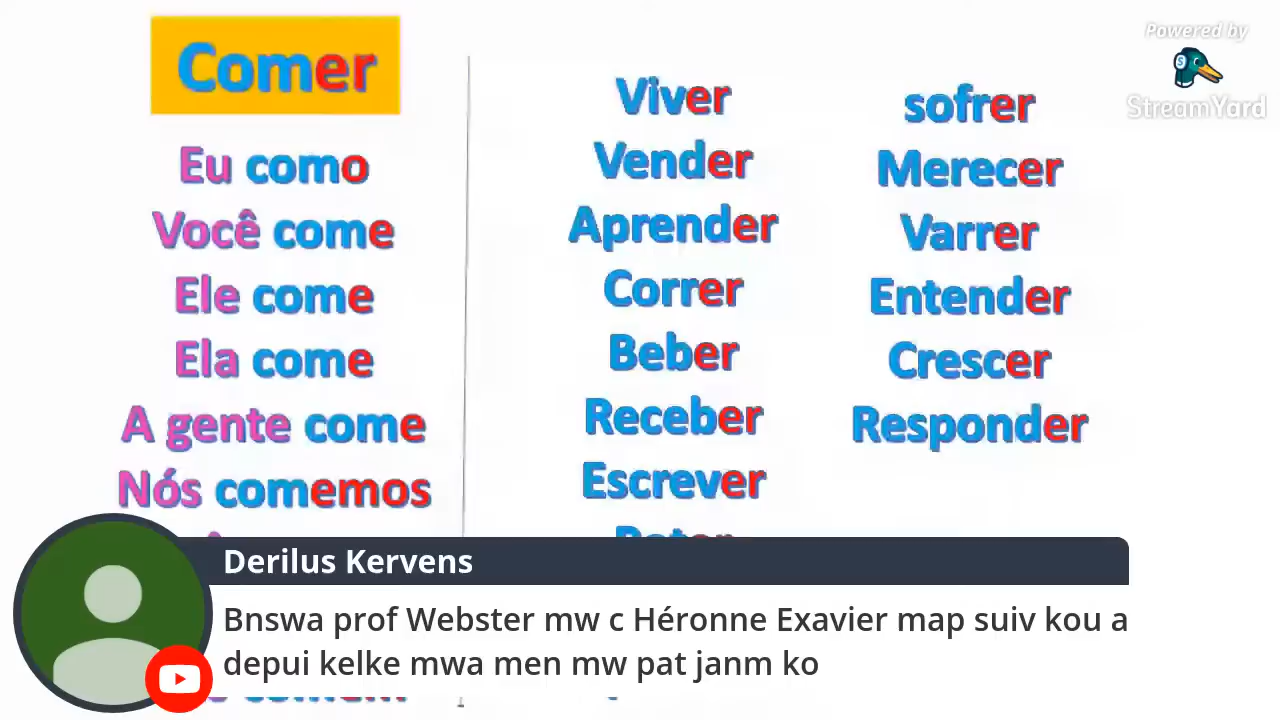 Comer
Eu como
Você come
Ele come
Ela come
A gente come
Nós comemos
Viver
Vender
Aprender
Correr
Beber
Receber
Escrever
sofrer
Merecer
Varrer
Entender
Crescer
Responder
Powered by
StreamYard
Derilus Kervens
Bnswa prof Webster mw c Héronne Exavier map suiv kou a
depui kelke mwa men mw pat janm ko